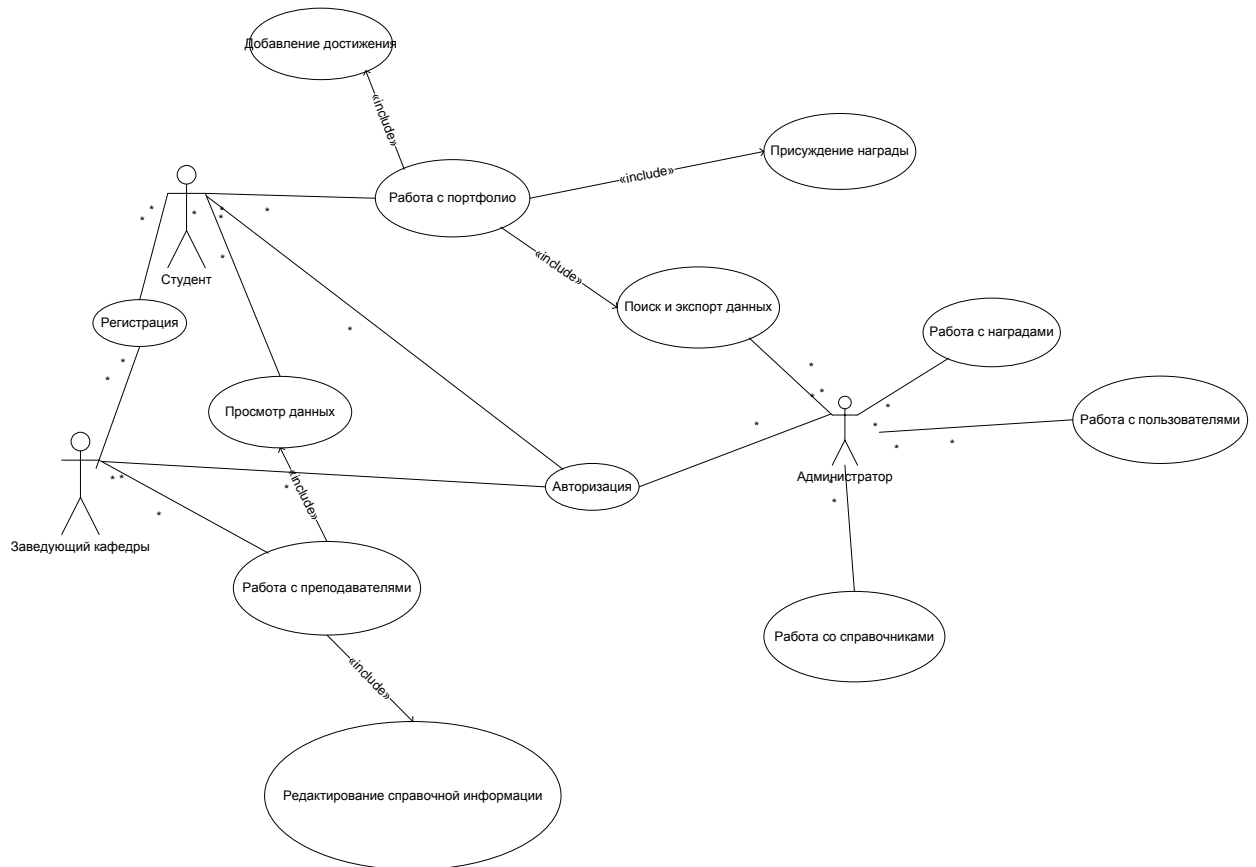 Добавление достижения
«include»
Присуждение награды
«include»
Работа с портфолио
* * * * * * *
Студент
*
«include»
Поиск и экспорт данных
Регистрация
*
Работа с наградами
* *
* *
* *
Просмотр данных
*
Работа с пользователями
* *
* *
Администратор
«include»
* * *
Авторизация
*
*
*
Заведующий кафедры
Работа с преподавателями
Работа со справочниками
«include»
Редактирование справочной информации